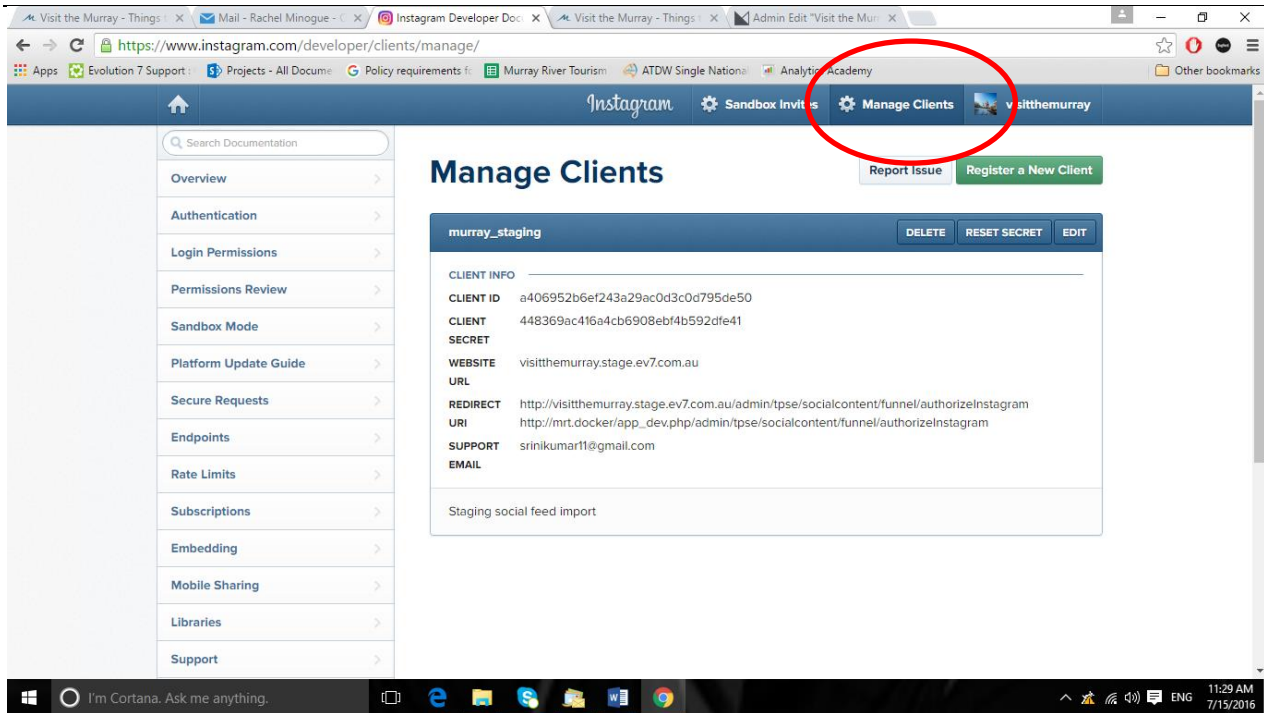 Visit the Murray - Things
Mail - Rachel Minogue - O
Instagram Developer Doc
Visit the Murray - Things
Admin Edit "Visit the Mur
https://www.instagram.com/developer/clients/manage/
Apps Evolution 7 Support Projects - All Docume Policy requirements fo Murray River Tourism ATDW Single National Analytics Academy Other bookmarks
Instagram Sandbox Invites Manage Clients visitthemurray
Search Documentation
Overview
Authentication
Login Permissions
Permissions Review
Sandbox Mode
Platform Update Guide
Secure Requests
Endpoints
Rate Limits
Subscriptions
Embedding
Mobile Sharing
Libraries
Support
Manage Clients
Report Issue Register a New Client
murray_staging DELETE RESET SECRET EDIT
CLIENT INFO
CLIENT ID a406952b6ef243a29ac0d3c0d795de50
CLIENT 448369ac416a4cb6908ebf4b592dfe41
SECRET
WEBSITE visitthemurray.stage.ev7.com.au
URL
REDIRECT http://visitthemurray.stage.ev7.com.au/admin/tpse/socialcontent/funnel/authorizeInstagram
URI http://mrt.docker/app_dev.php/admin/tpse/socialcontent/funnel/authorizeInstagram
SUPPORT srinikumar11@gmail.com
EMAIL
Staging social feed import
I'm Cortana. Ask me anything.
ENG
11:29 AM
7/15/2016